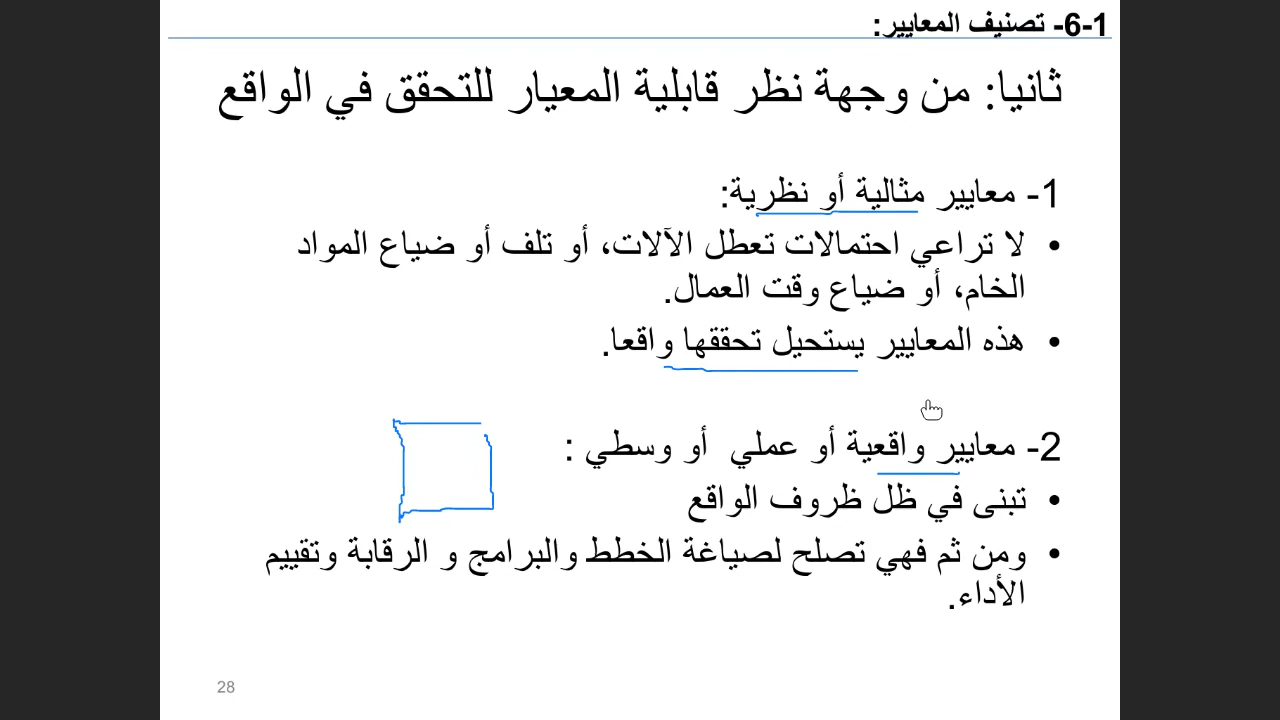 6-1- تصنيف المعايير:
ثانيا: من وجهة نظر قابلية المعيار للتحقق في الواقع
1- معايير مثالية أو نظرية:
• لا تراعي احتمالات تعطل الآلات، أو تلف أو ضياع المواد
الخام، أو ضياع وقت العمال.
• هذه المعايير يستحيل تحققها واقعا.
2- معايير واقعية أو عملي أو وسطي :
• تبنى في ظل ظروف الواقع
• ومن ثم فهي تصلح لصياغة الخطط والبرامج و الرقابة وتقييم
الأداء.
28